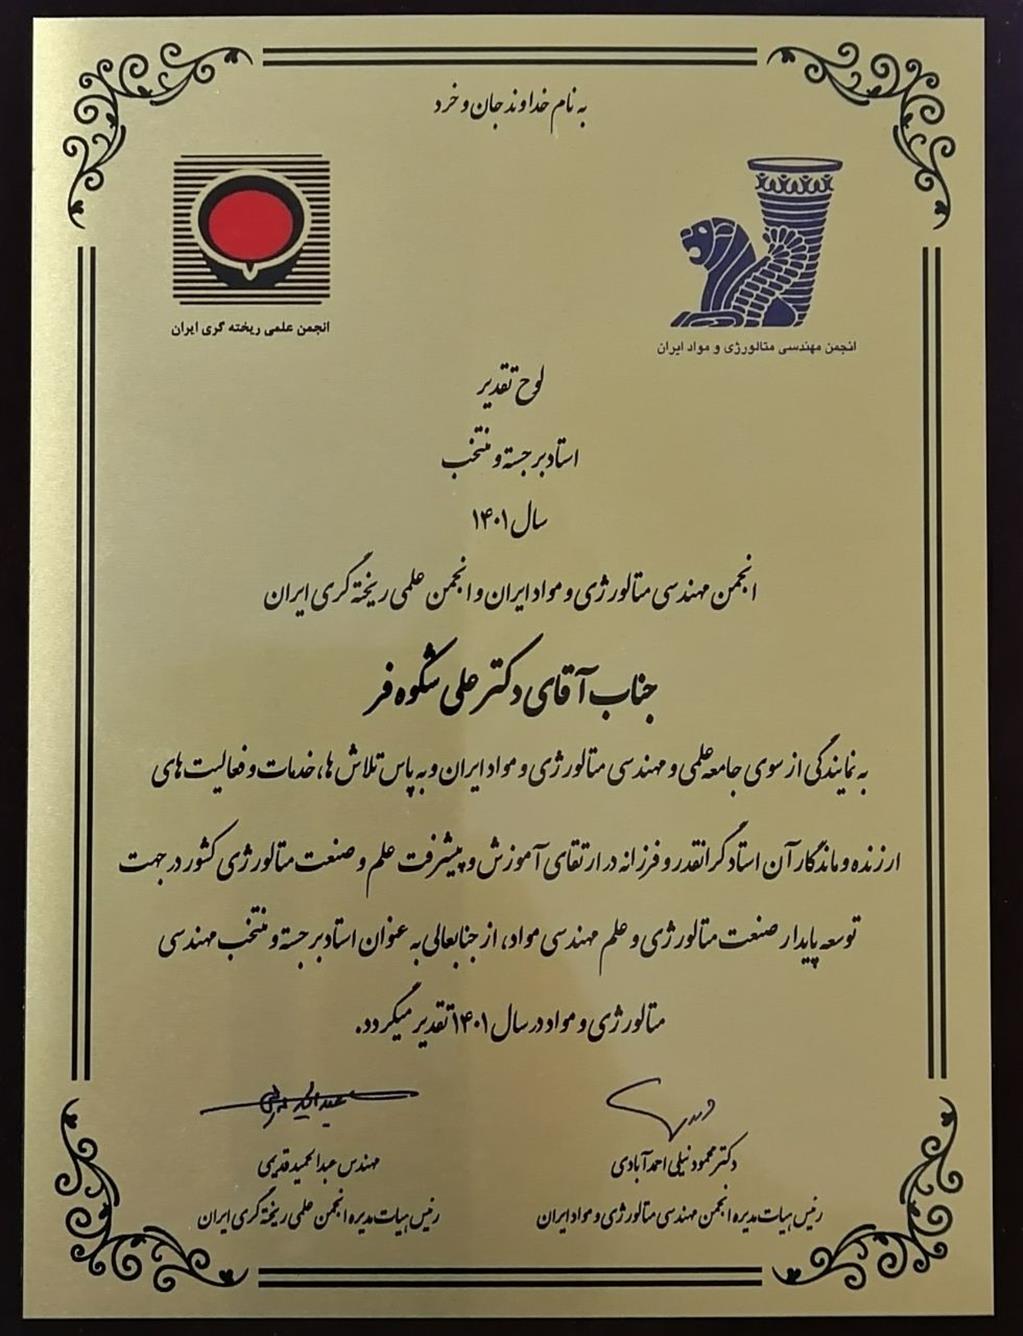 به نام خداوند جان و خرد
انجمن مهندسی متالورژی و مواد ایران
انجمن علمی ریخته گری ایران
لوح تقدیر
استاد برجسته و منتخب
سال ۱۴۰۱
انجمن مهندسی متالورژی و مواد ایران و انجمن علمی ریخته گری ایران
جناب آقای دکتر علی شکوه فر
به نمایندگی از سوی جامعه علمی و مهندسی متالورژی و مواد ایران و به پاس تلاش ها، خدمات و فعالیت های
ارزنده و ماندگار آن استاد گرانقدر و فرزانه در ارتقای آموزش و پیشرفت علم و صنعت متالورژی کشور در جهت
توسعه پایدار صنعت متالورژی و علم مهندسی مواد، از جنابعالی به عنوان استاد برجسته و منتخب مهندسی
متالورژی و مواد در سال ۱۴۰۱ تقدیر میگردد.
دکتر محمود نیلی احمدآبادی
رئیس هیات مدیره انجمن مهندسی متالورژی و مواد ایران
مهندس عبدالحمید قدیمی
رئیس هیات مدیره انجمن علمی ریخته گری ایران